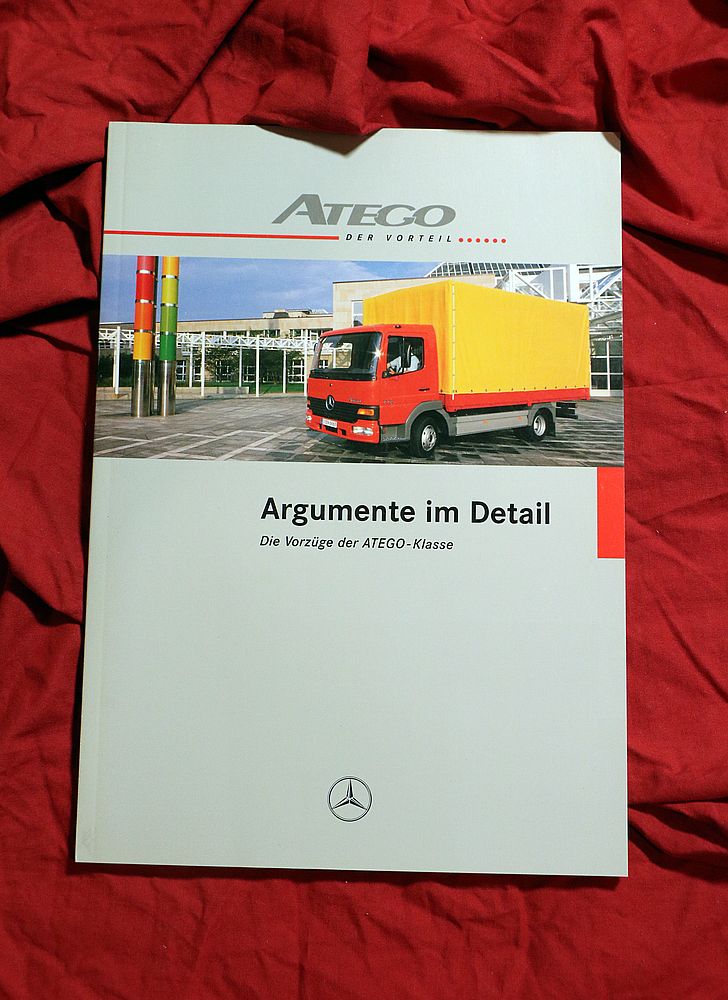 ATEGO
DER VORTEIL
Argumente im Detail
Die Vorzüge der ATEGO-Klasse